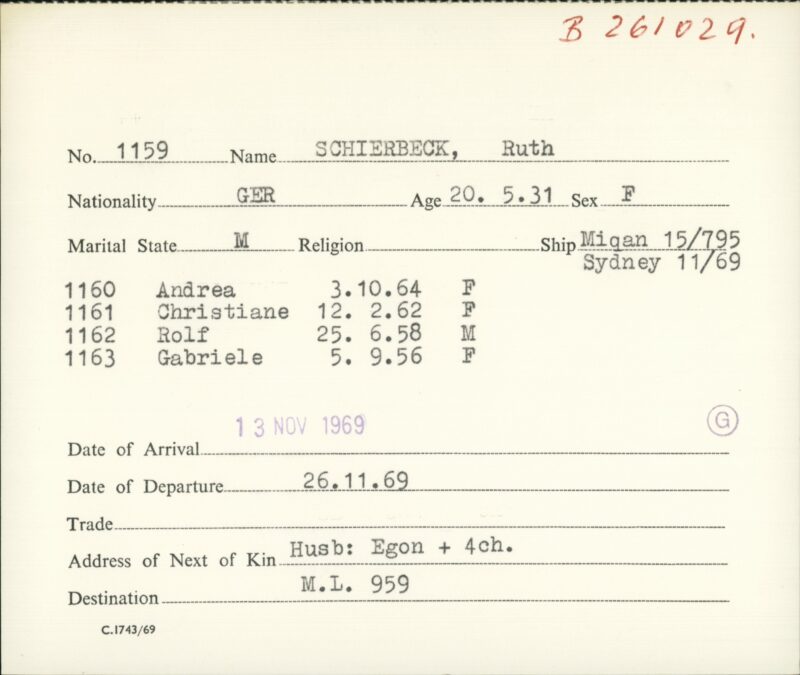 B 261029.
No. 1159 Name SCHIERBECK, Ruth
Nationality GER Age 20. 5.31 Sex F
Marital State M Religion Ship Miqan 15/795
Sydney 11/69
1160 Andrea 3.10.64 F
1161 Christiane 12. 2.62 F
1162 Rolf 25. 6.58 M
1163 Gabriele 5. 9.56 F
13 NOV 1969
G
Date of Arrival
Date of Departure 26.11.69
Trade
Address of Next of Kin Husb: Egon + 4ch.
Destination M.L. 959
C.1743/69